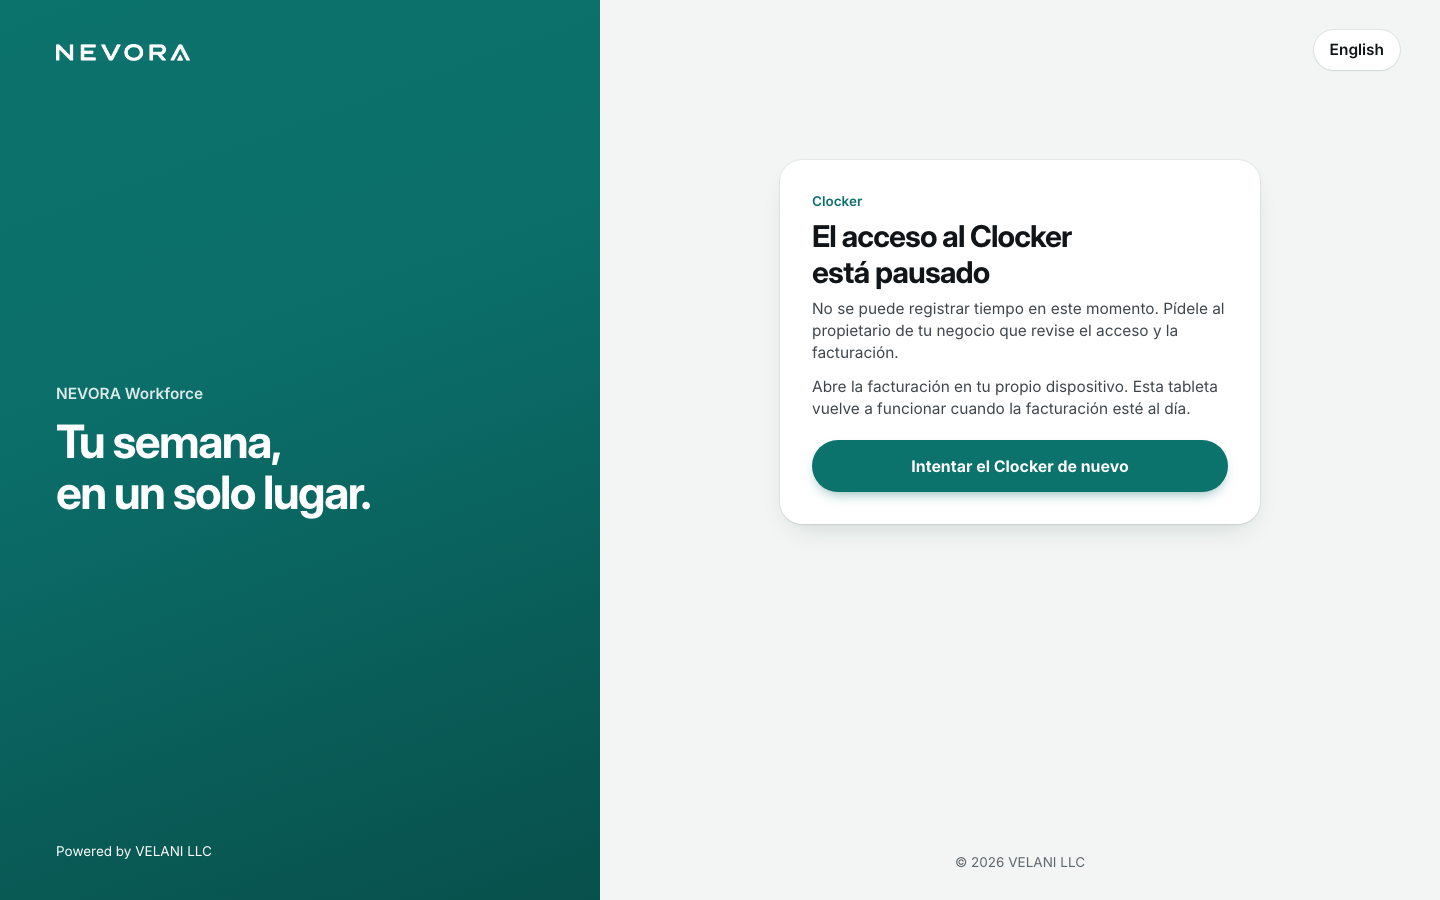 NEVORA
English
NEVORA Workforce
Tu semana,
en un solo lugar.
Powered by VELANI LLC
Clocker
El acceso al Clocker
está pausado
No se puede registrar tiempo en este momento. Pídele al
propietario de tu negocio que revise el acceso y la
facturación.
Abre la facturación en tu propio dispositivo. Esta tableta
vuelve a funcionar cuando la facturación esté al día.
Intentar el Clocker de nuevo
© 2026 VELANI LLC